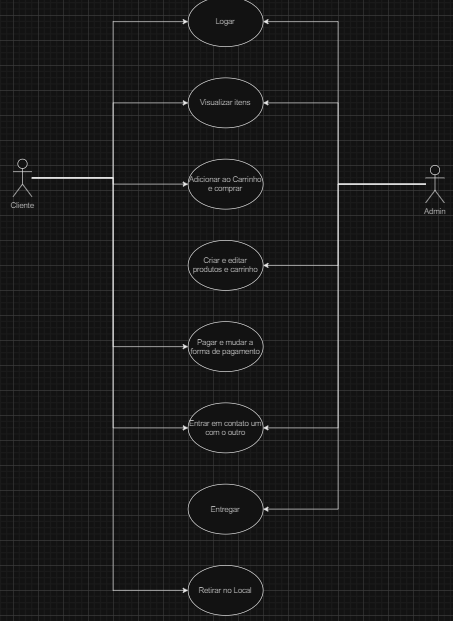 Logar
Visualizar itens
Adicionar ao Carrinho
e comprar
Cliente
Admin
Criar e editar
produtos e carrinho
Pagar e mudar a
forma de pagamento
Entrar em contato um
com o outro
Entregar
Retirar no Local